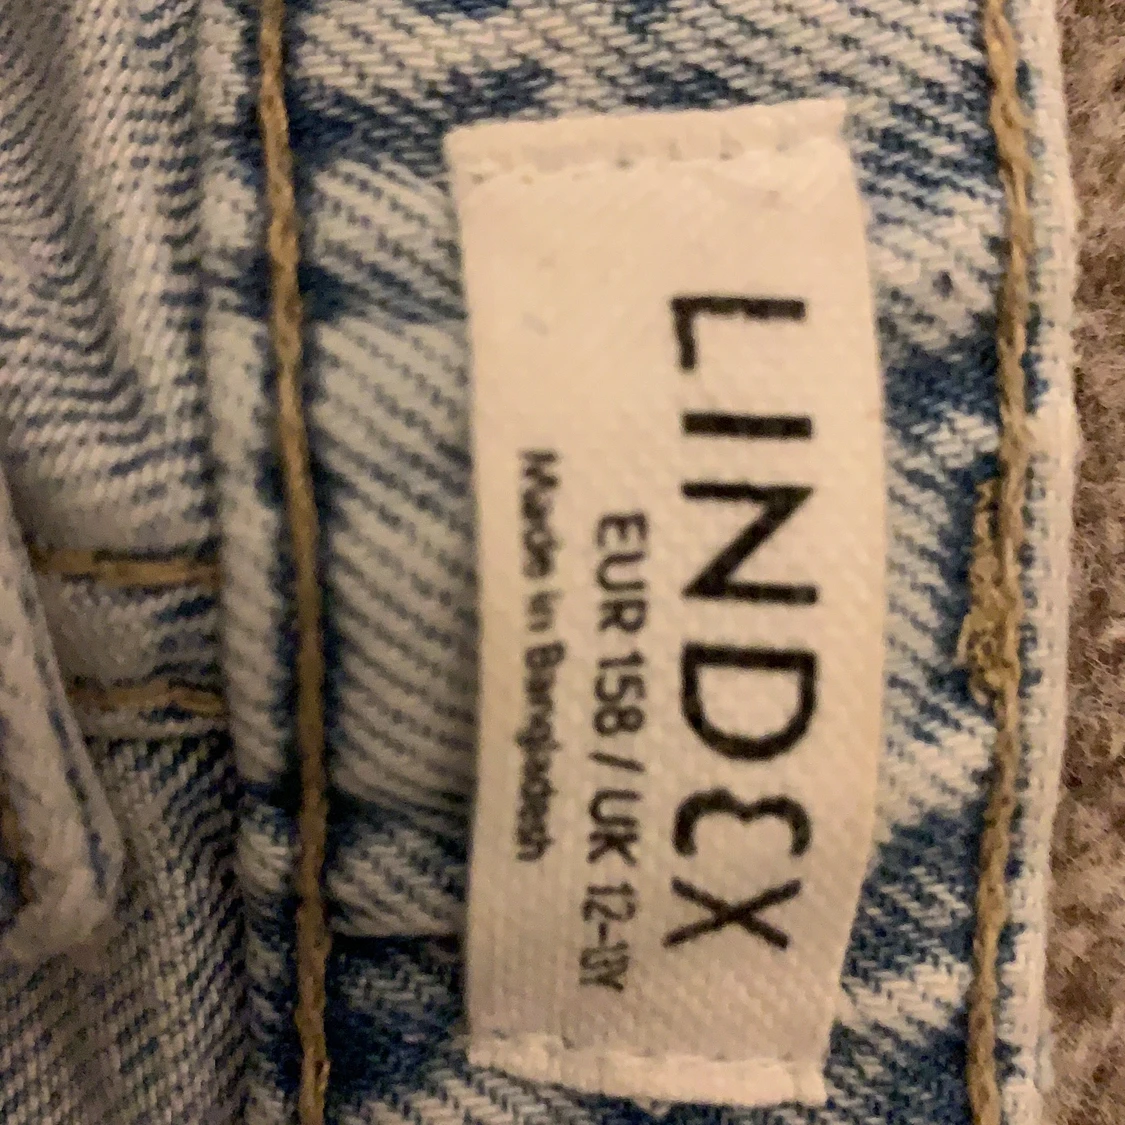 LINDEX
EUR 158 / UK 12-13Y
Made in Bangladesh